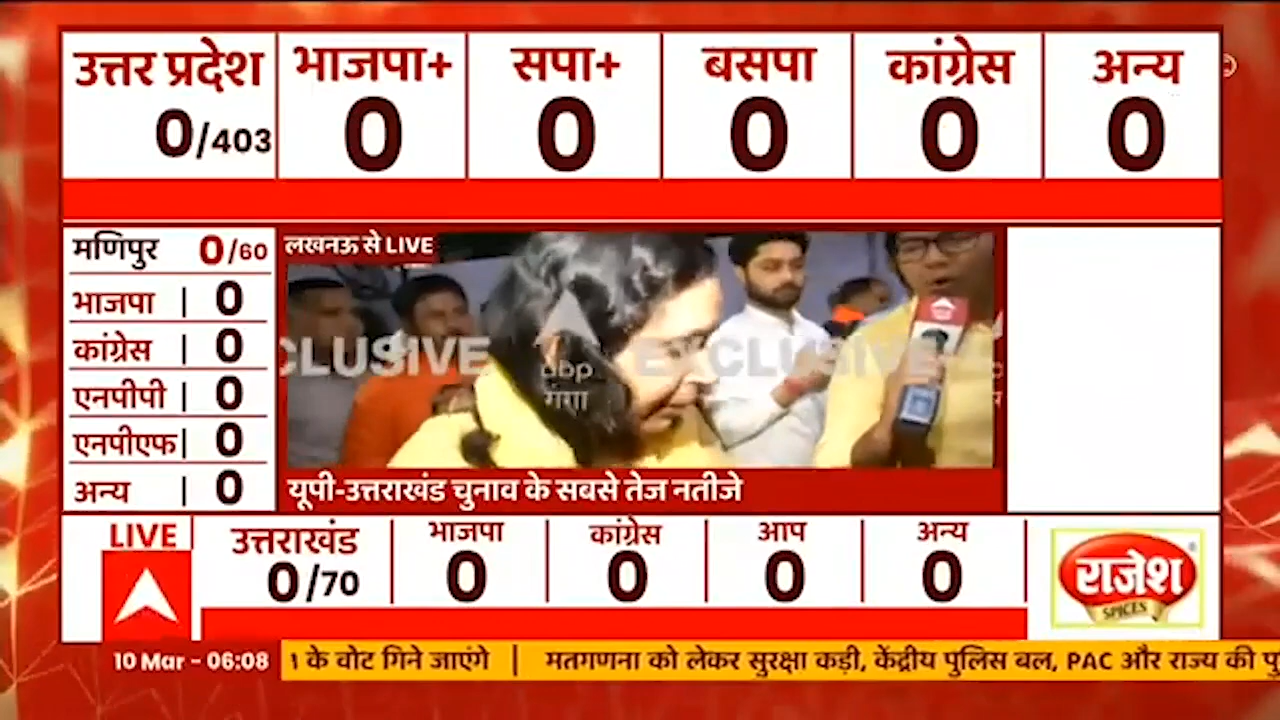 उत्तर प्रदेश
0/403
भाजपा+
0
सपा+
0
बसपा
0
कांग्रेस
0
अन्य
0
मणिपुर 0/60
भाजपा | 0
कांग्रेस | 0
एनपीपी | 0
एनपीएफ | 0
अन्य | 0
लखनऊ से LIVE
CLUSIVE
EXCLUSIVE
abp
गंगा
यूपी-उत्तराखंड चुनाव के सबसे तेज नतीजे
LIVE
उत्तराखंड
0/70
भाजपा
0
कांग्रेस
0
आप
0
अन्य
0
राजेश
SPICES
10 Mar - 06:08
के वोट गिने जाएंगे | मतगणना को लेकर सुरक्षा कड़ी, केंद्रीय पुलिस बल, PAC और राज्य की